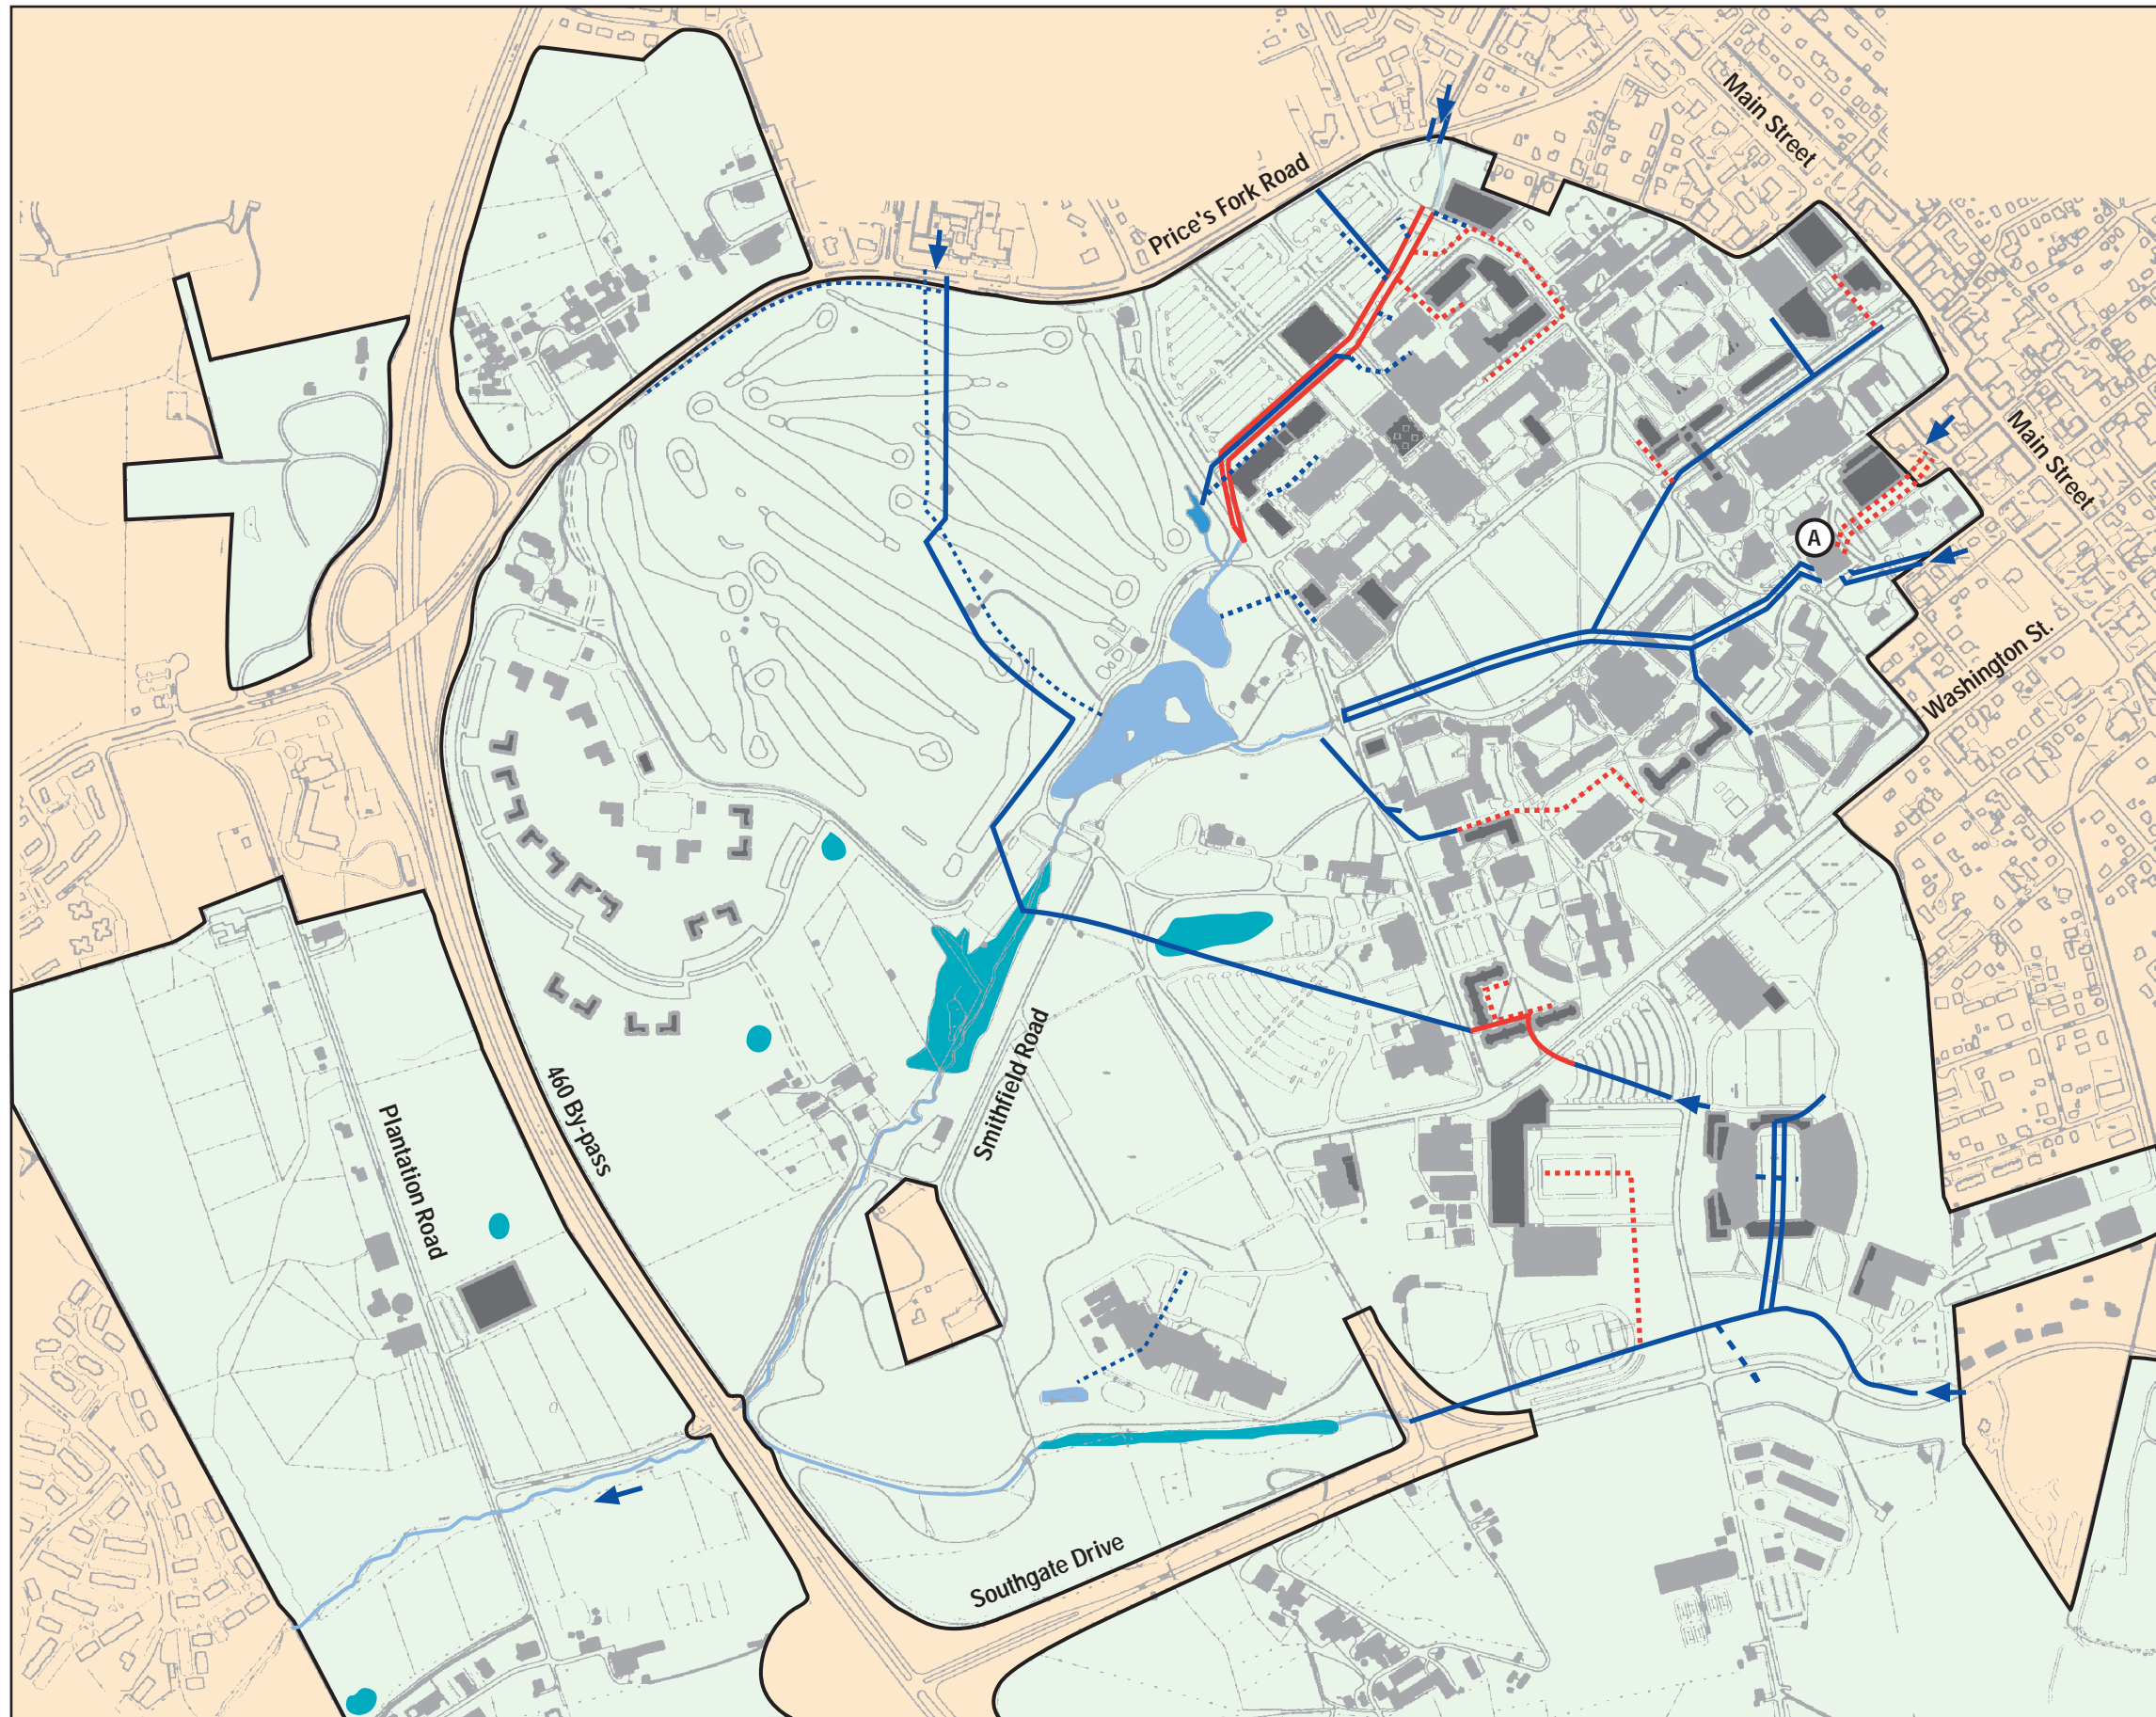 Main Street
Price's Fork Road
Main Street
A
Washington St.
Smithfield Road
460 By-pass
Plantation Road
Southgate Drive